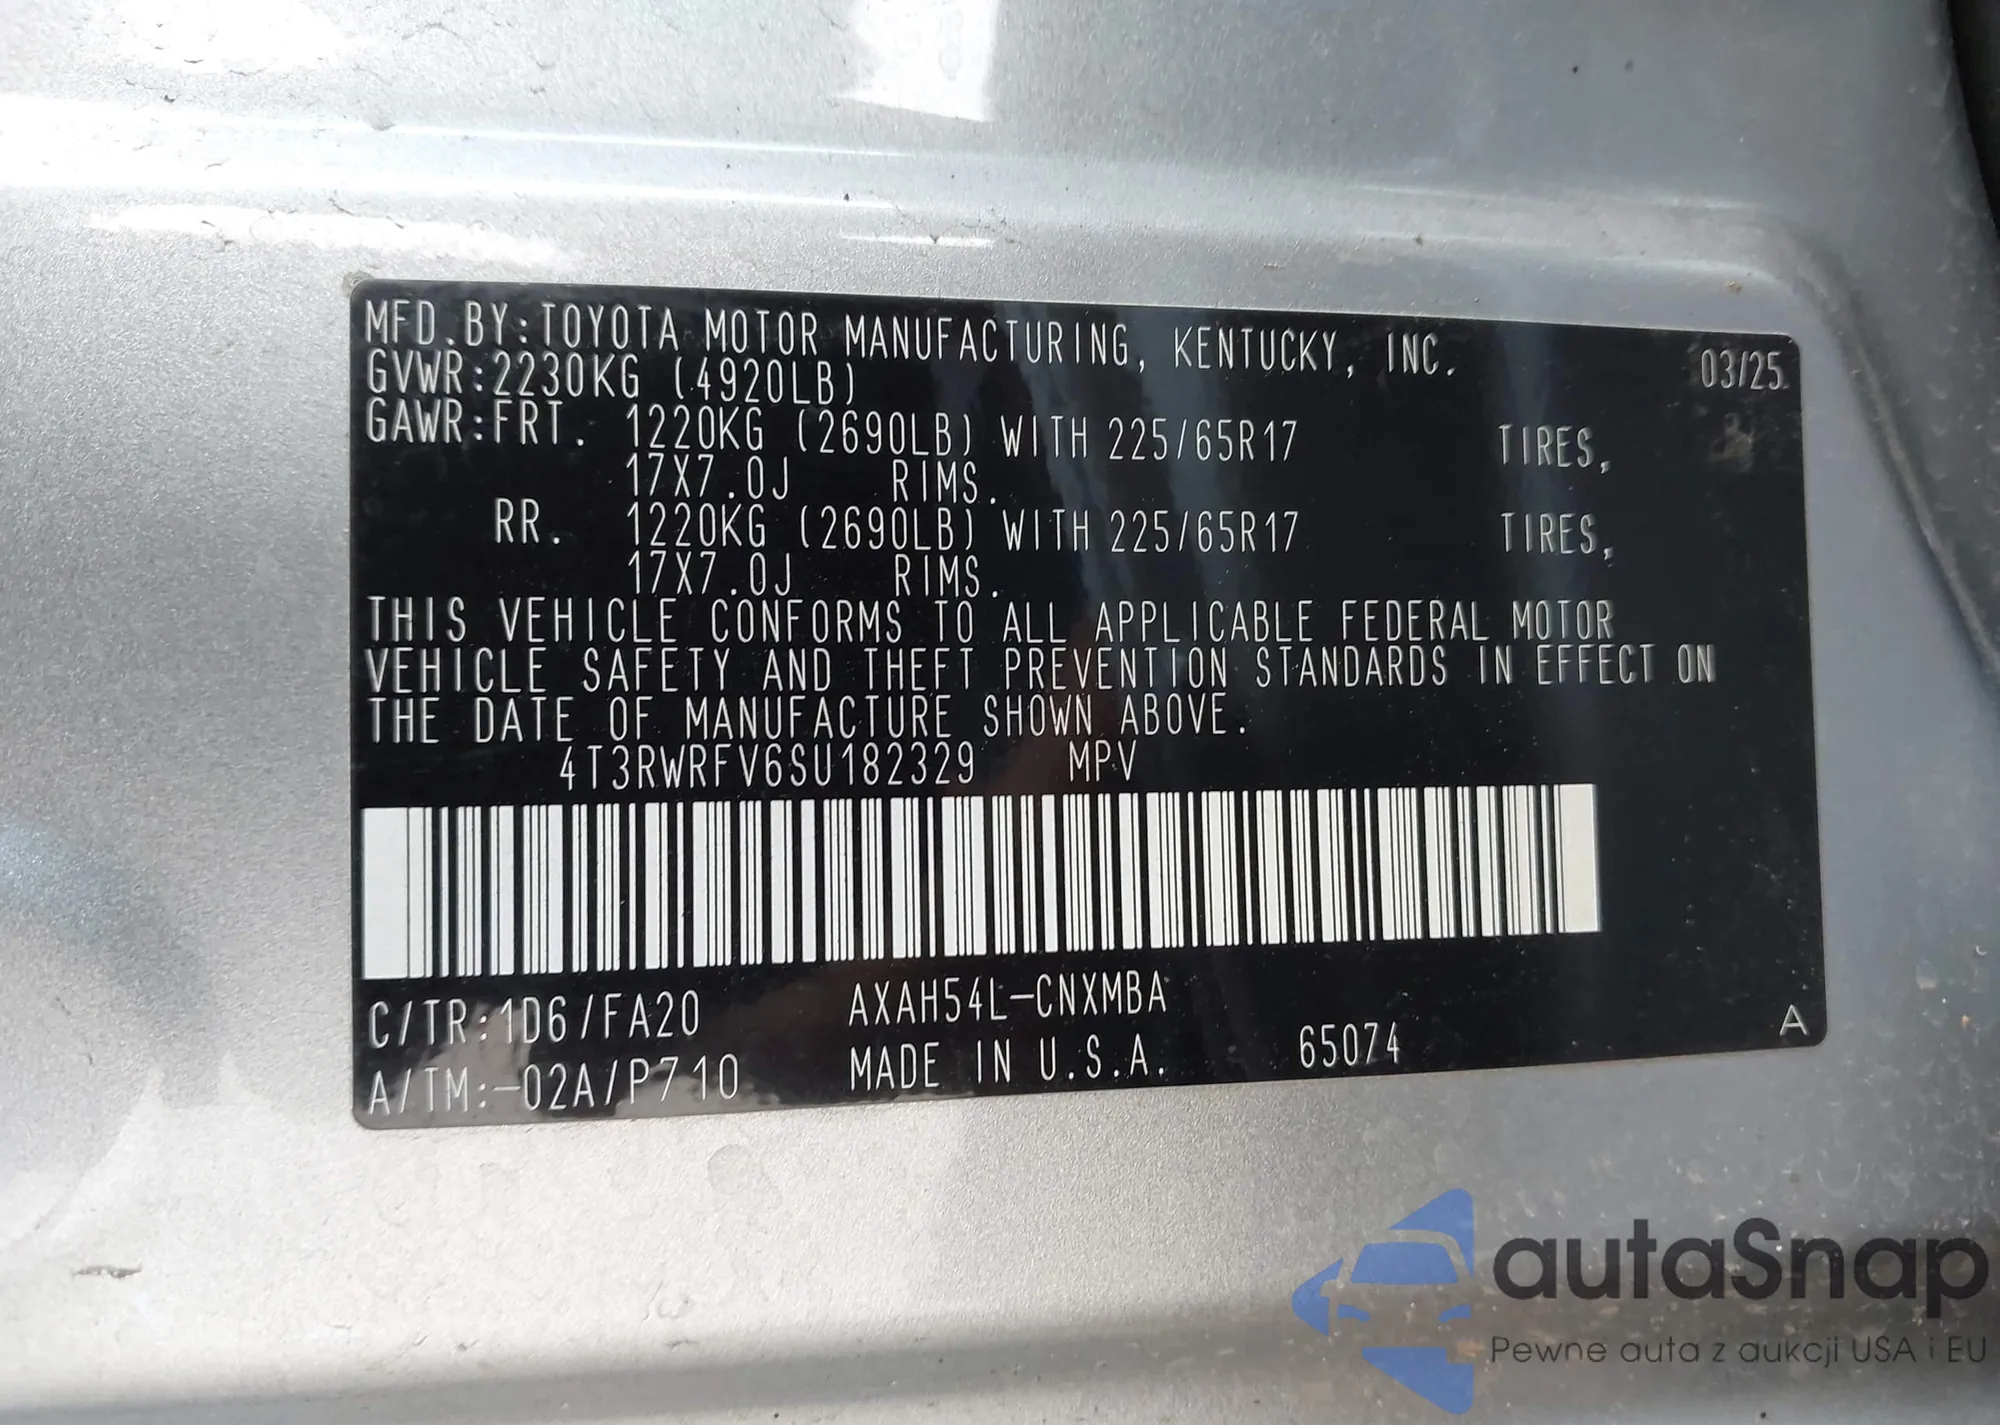 MFD.BY:TOYOTA MOTOR MANUFACTURING, KENTUCKY, INC. 03/25
GVWR:2230KG (4920LB)
GAWR:FRT. 1220KG (2690LB) WITH 225/65R17 TIRES,
17X7.0J RIMS.
RR. 1220KG (2690LB) WITH 225/65R17 TIRES,
17X7.0J RIMS.
THIS VEHICLE CONFORMS TO ALL APPLICABLE FEDERAL MOTOR
VEHICLE SAFETY AND THEFT PREVENTION STANDARDS IN EFFECT ON
THE DATE OF MANUFACTURE SHOWN ABOVE.
4T3RWRFV6SU182329 MPV
C/TR:1D6/FA20 AXAH54L-CNXMBA
A/TM:-02A/P710 MADE IN U.S.A. 65074 A
autaSnap
Pewne auta z aukcji USA i EU